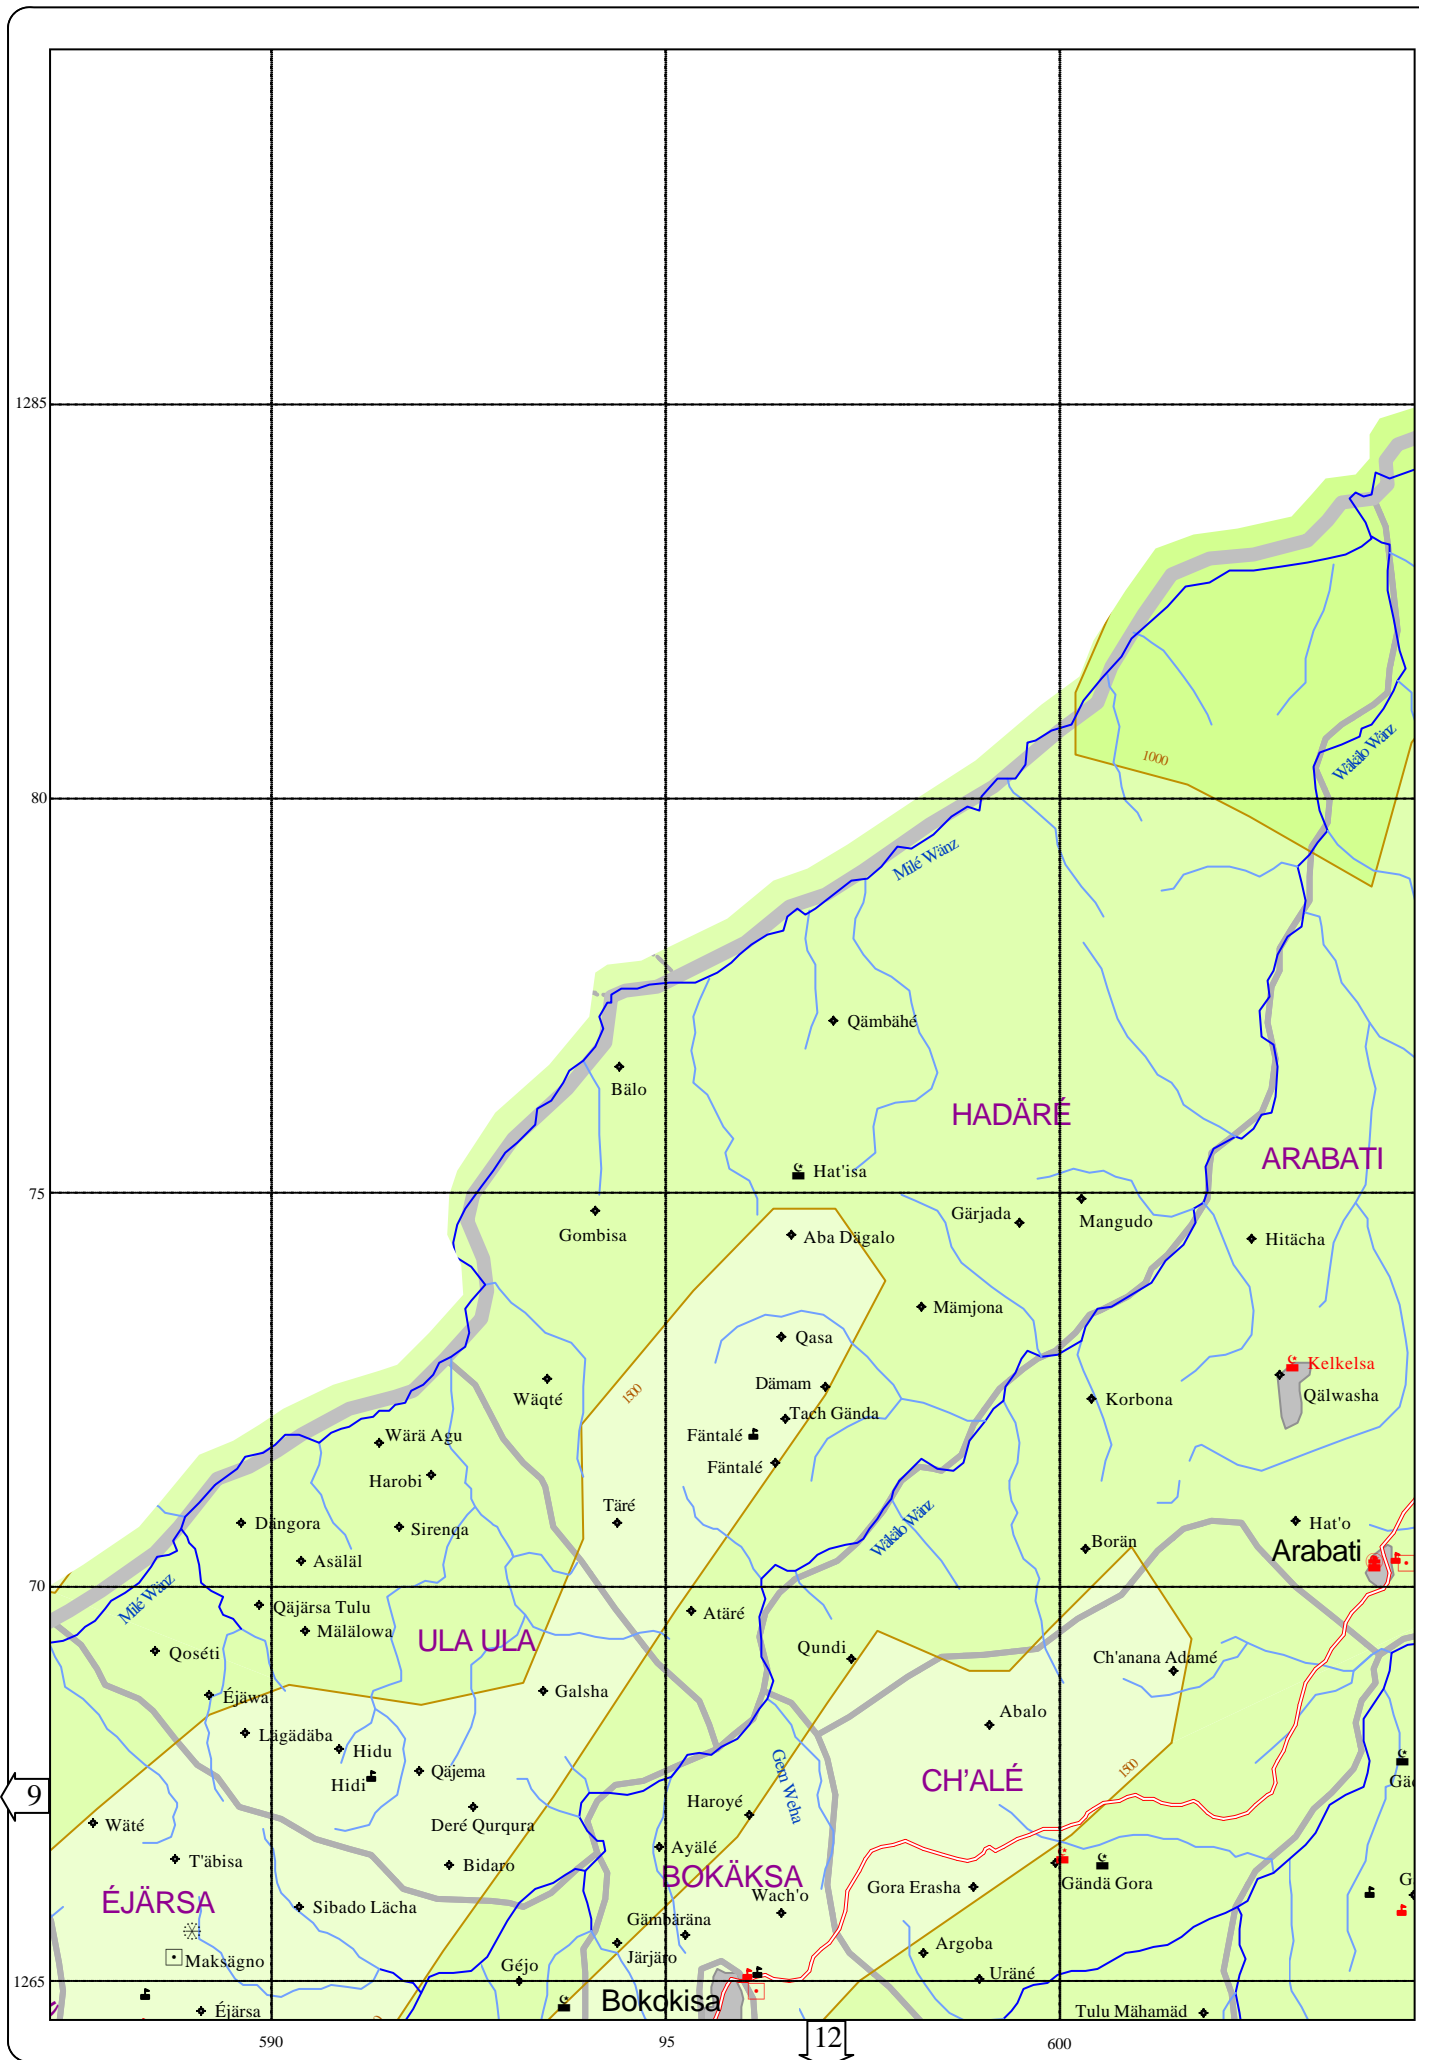 1285
1000
Wäkälo Wänz
80
Milé Wänz
Qämbähé
Bälo
HADÄRÉ
ARABATI
Hat'isa
75
Gärjada
Mangudo
Gombisa
Aba Dägalo
Hitächa
Mämjona
Qasa
Kelkelsa
Dämam
1500
Wäqté
Qälwasha
Korbona
Tach Gända
Fäntalé
Wärä Agu
Fäntalé
Harobi
Täré
Wäkälo Wänz
Dängora
Sirenqa
Hat'o
Borän
Arabati
Asäläl
70
Milé Wänz
Qäjärsa Tulu
Atäré
Mälälowa
ULA ULA
Qoséti
Qundi
Ch'anana Adamé
Éjäwa
Galsha
Abalo
Lägädäba
Hidu
1500
Qäjema
CH'ALÉ
Hidi
Gem Weha
9
Haroyé
Wäté
Deré Qurqura
Ayälé
T'äbisa
Bidaro
BOKÄKSA
Gändä Gora
Gora Erasha
ÉJÄRSA
Sibado Lächa
Wach'o
Gämbäräna
Järjäro
Argoba
Maksägno
Géjo
Uräné
1265
Bokokisa
Éjärsa
Tulu Mähamäd
590
95
12
600